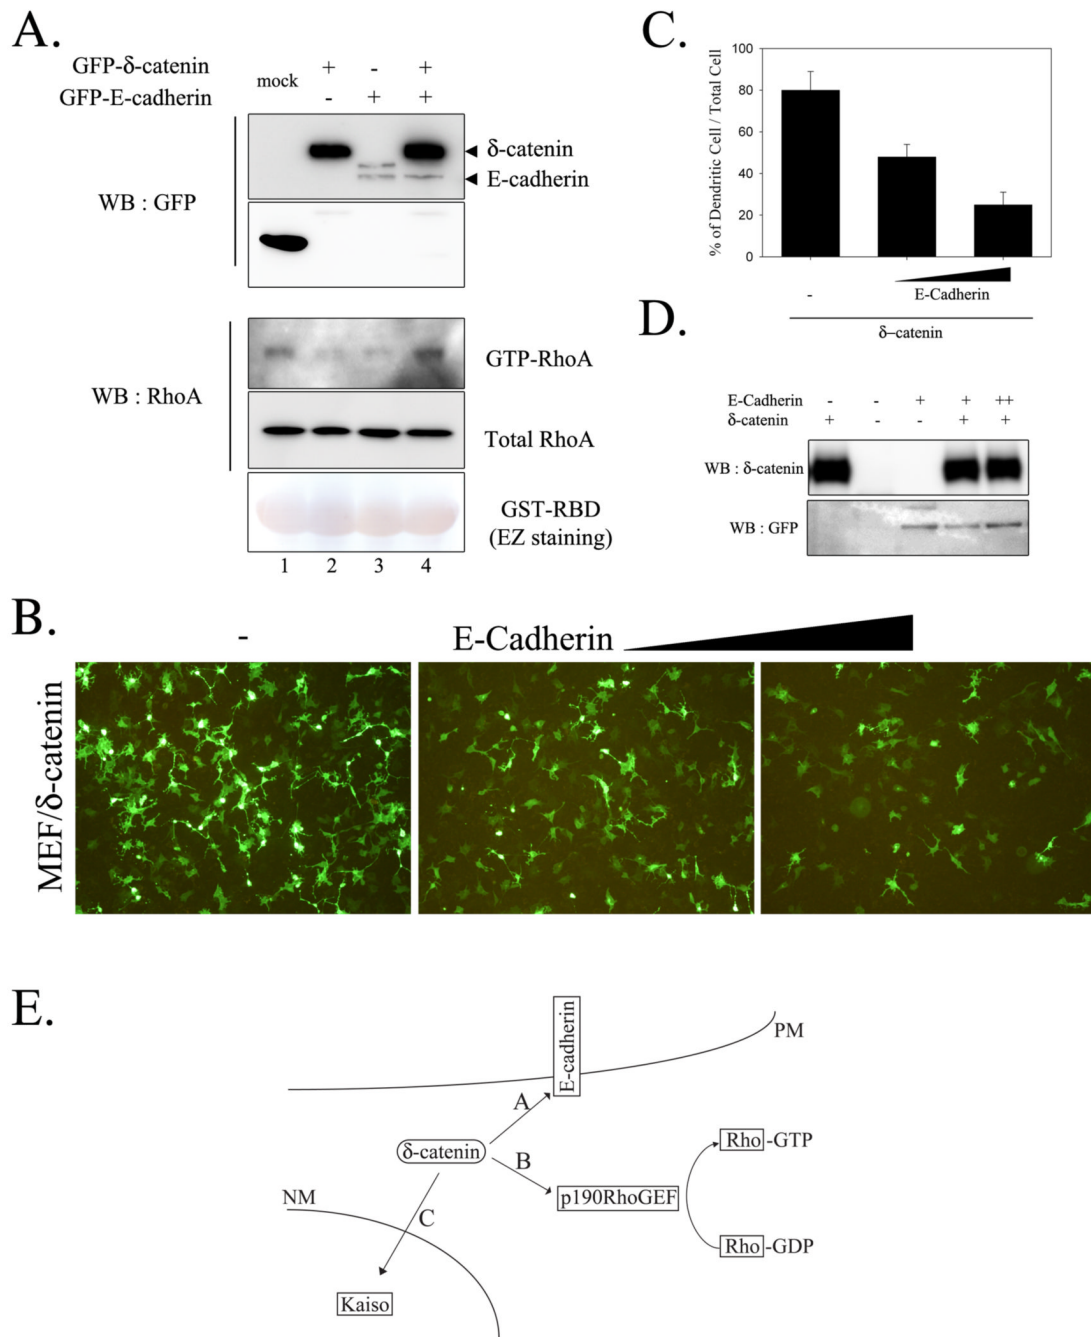 A.
GFP-δ-catenin
mock
+ - +
GFP-E-cadherin
- + +
δ-catenin
E-cadherin
WB : GFP
GTP-RhoA
WB : RhoA
Total RhoA
GST-RBD
(EZ staining)
1 2 3 4
C.
% of Dendritic Cell / Total Cell
100
80
60
40
20
0
-
E-Cadherin
δ–catenin
D.
E-Cadherin - - + + ++
δ-catenin + - - + +
WB : δ-catenin
WB : GFP
B.
- E-Cadherin
MEF/δ-catenin
E.
E-cadherin
PM
A
δ-catenin
B
Rho -GTP
p190RhoGEF
NM
C
Rho -GDP
Kaiso